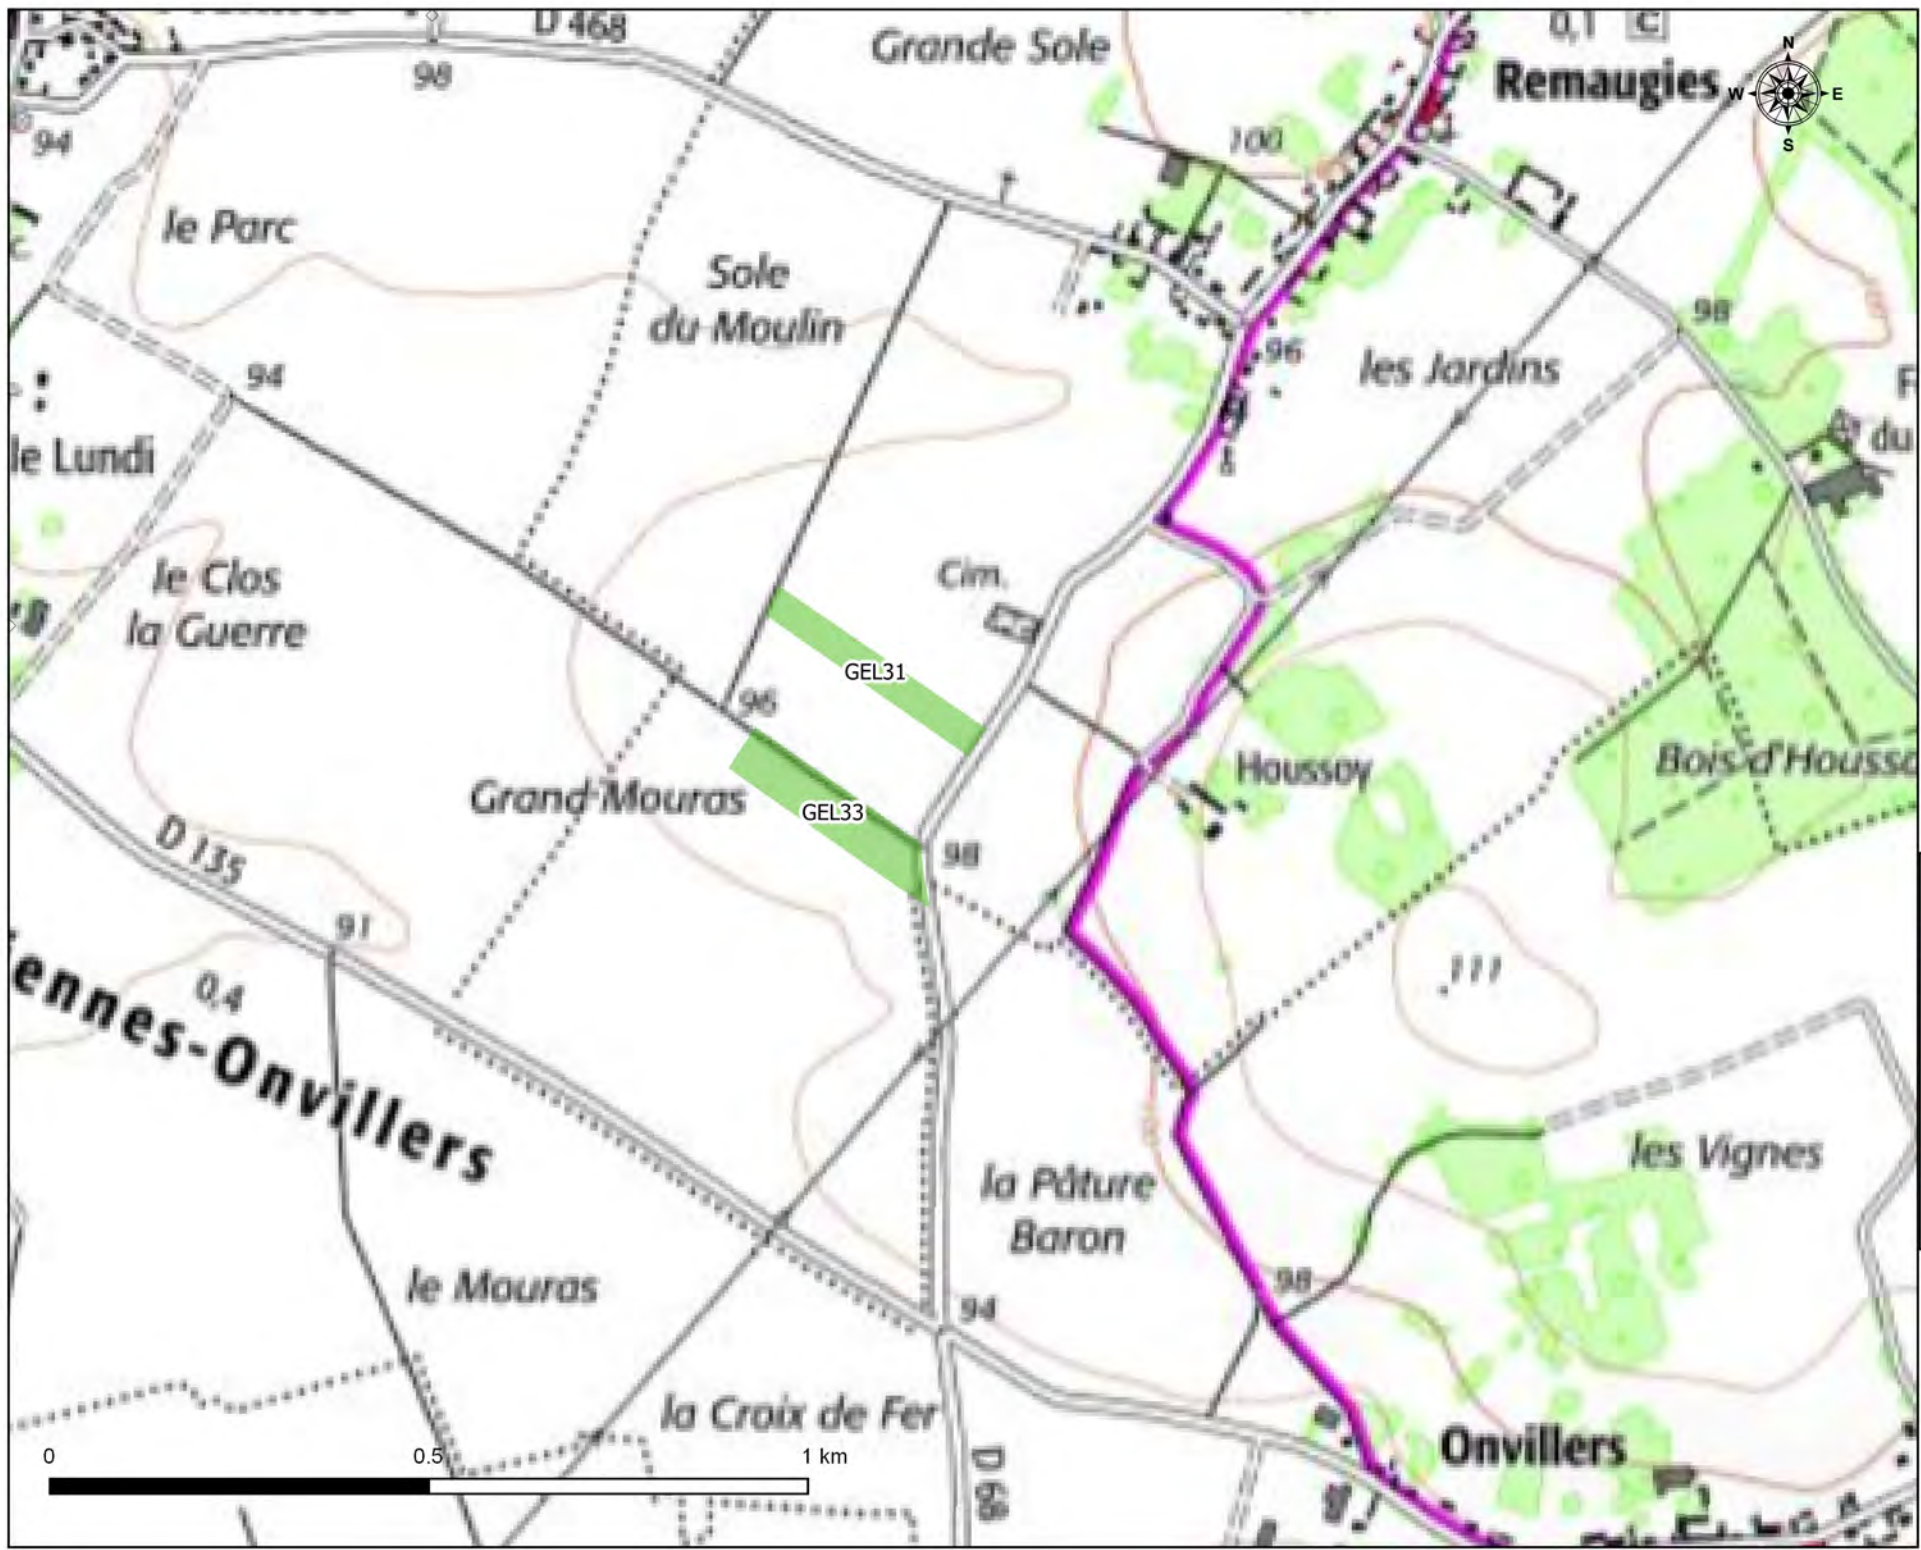 D 468
Grande Sole
0,1 C
Remaugies
N
W
E
S
98
94
100
le Parc
Sole
du Moulin
98
96
les Jardins
94
du
le Lundi
le Clos
la Guerre
Cim.
GEL31
96
Houssoy
Bois d'Housso
Grand Mouras
GEL33
98
D 135
91
0,4
111
ennes-Onvillers
les Vignes
la Pâture
Baron
98
le Mouras
94
la Croix de Fer
Onvillers
0
0.5
1 km
D 68